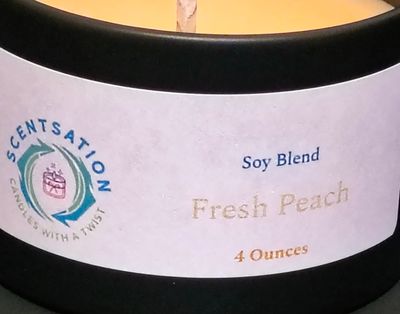 SCENTSATION
CANDLES WITH A TWIST
Soy Blend
Fresh Peach
4 Ounces